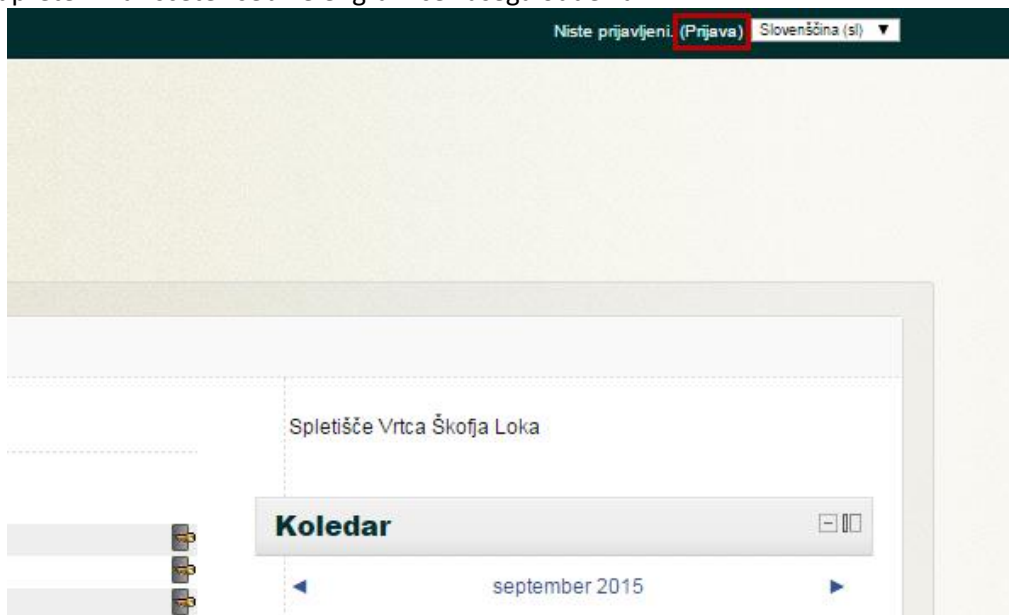 Niste prijavljeni. (Prijava) Slovenščina (sl) ▼
Spletišče Vrtca Škofja Loka
Koledar
◄ september 2015 ►